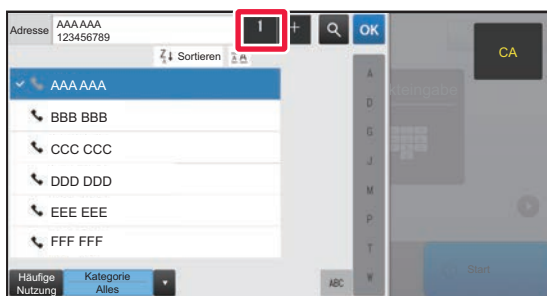 Adresse
AAA AAA
123456789
1
+
OK
CA
Z↓ Sortieren
AAA AAA
BBB BBB
CCC CCC
DDD DDD
EEE EEE
FFF FFF
A
D
G
J
M
P
T
W
kteingabe
Häufige
Nutzung
Kategorie
Alles
ABC
Start